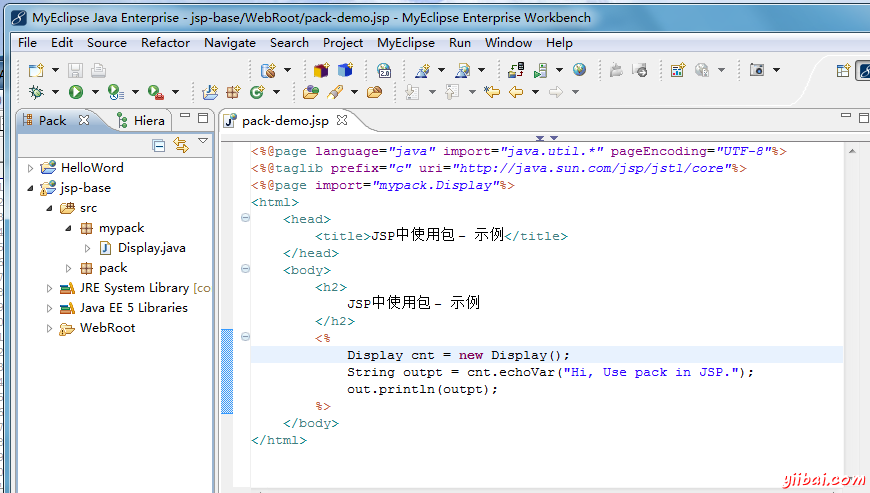 MyEclipse Java Enterprise - jsp-base/WebRoot/pack-demo.jsp - MyEclipse Enterprise Workbench
File Edit Source Refactor Navigate Search Project MyEclipse Run Window Help
Pack Hiera
pack-demo.jsp
HelloWord
jsp-base
src
mypack
Display.java
pack
JRE System Library [co
Java EE 5 Libraries
WebRoot
<%@page language="java" import="java.util.*" pageEncoding="UTF-8"%>
<%@taglib prefix="c" uri="http://java.sun.com/jsp/jstl/core"%>
<%@page import="mypack.Display"%>
<html>
<head>
<title>JSP中使用包 – 示例</title>
</head>
<body>
<h2>
JSP中使用包 – 示例
</h2>
<%
Display cnt = new Display();
String outpt = cnt.echoVar("Hi, Use pack in JSP.");
out.println(outpt);
%>
</body>
</html>
yiibai.com